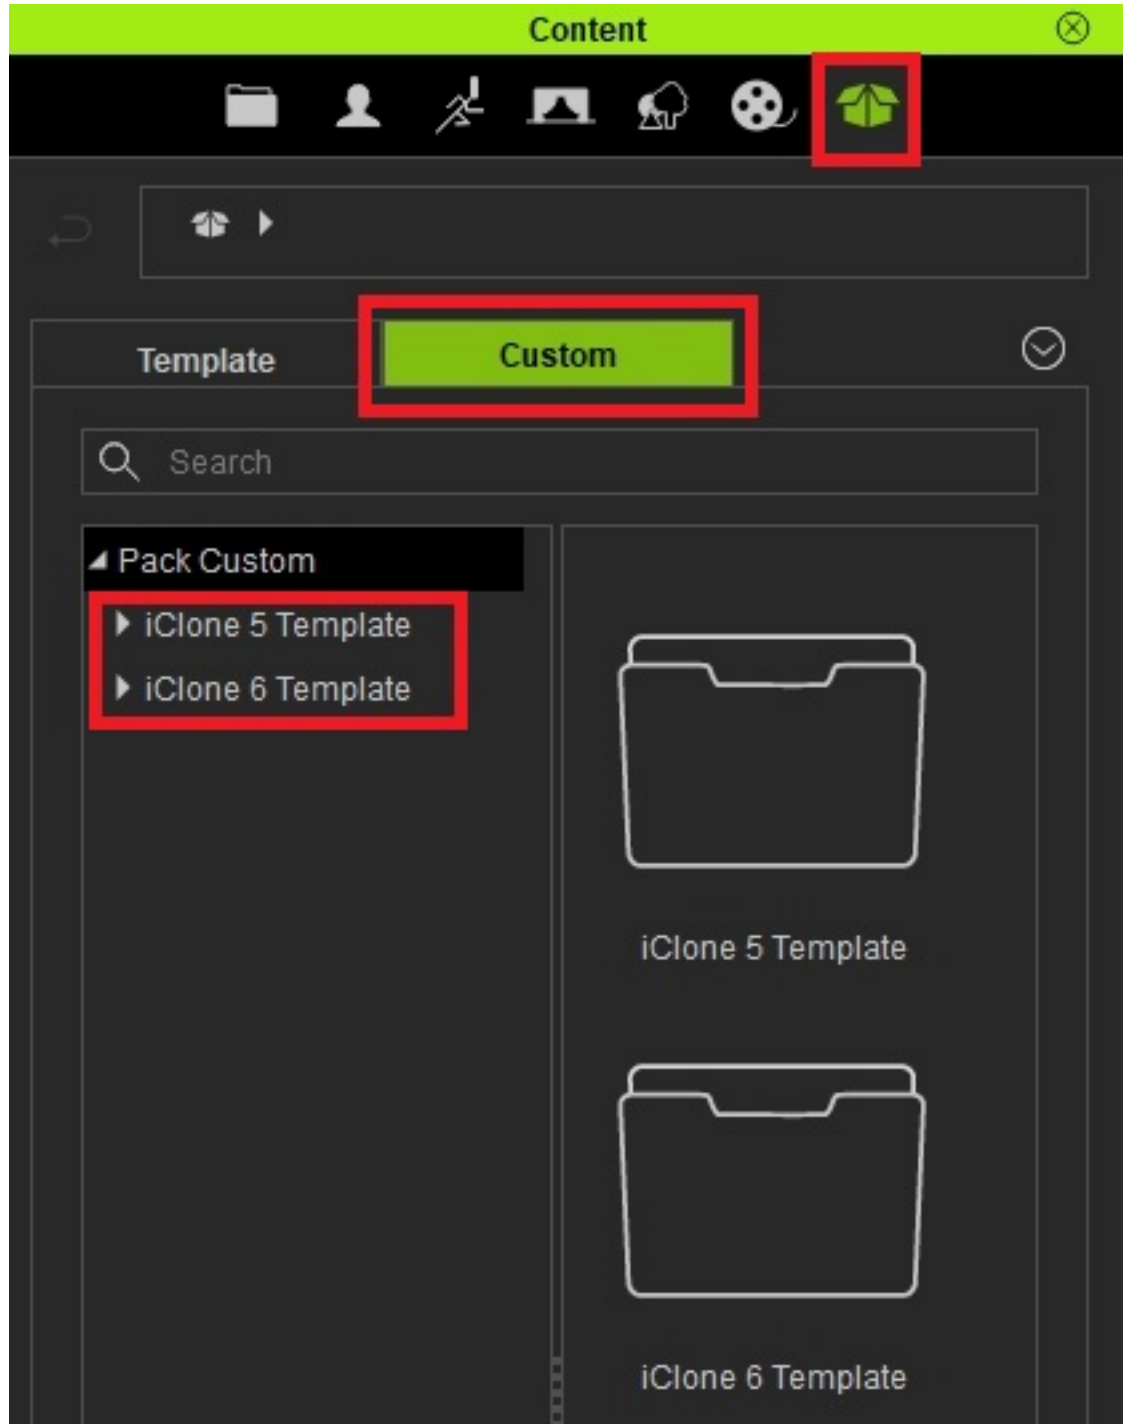 Content
Template
Custom
Search
Pack Custom
iClone 5 Template
iClone 6 Template
iClone 5 Template
iClone 6 Template